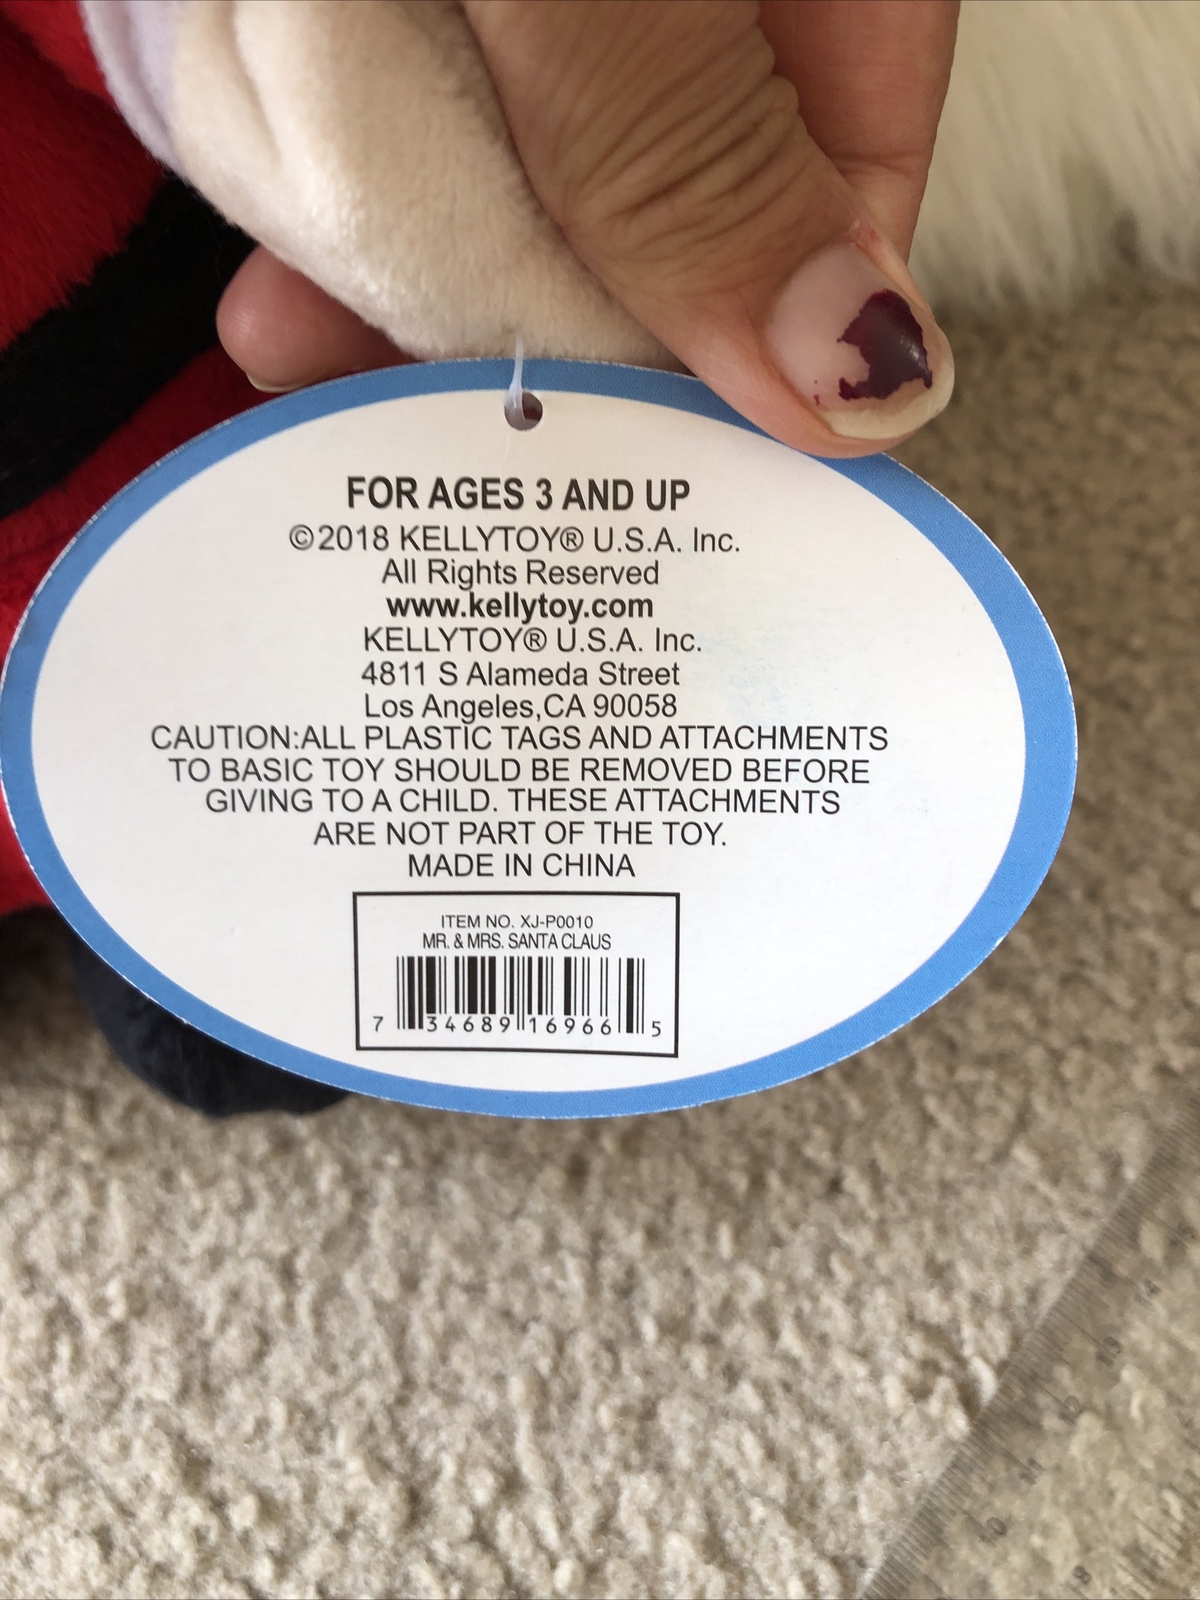 FOR AGES 3 AND UP
©2018 KELLYTOY® U.S.A. Inc.
All Rights Reserved
www.kellytoy.com
KELLYTOY® U.S.A. Inc.
4811 S Alameda Street
Los Angeles,CA 90058
CAUTION:ALL PLASTIC TAGS AND ATTACHMENTS
TO BASIC TOY SHOULD BE REMOVED BEFORE
GIVING TO A CHILD. THESE ATTACHMENTS
ARE NOT PART OF THE TOY.
MADE IN CHINA
ITEM NO. XJ-P0010
MR. & MRS. SANTA CLAUS
7 34689 16966 5